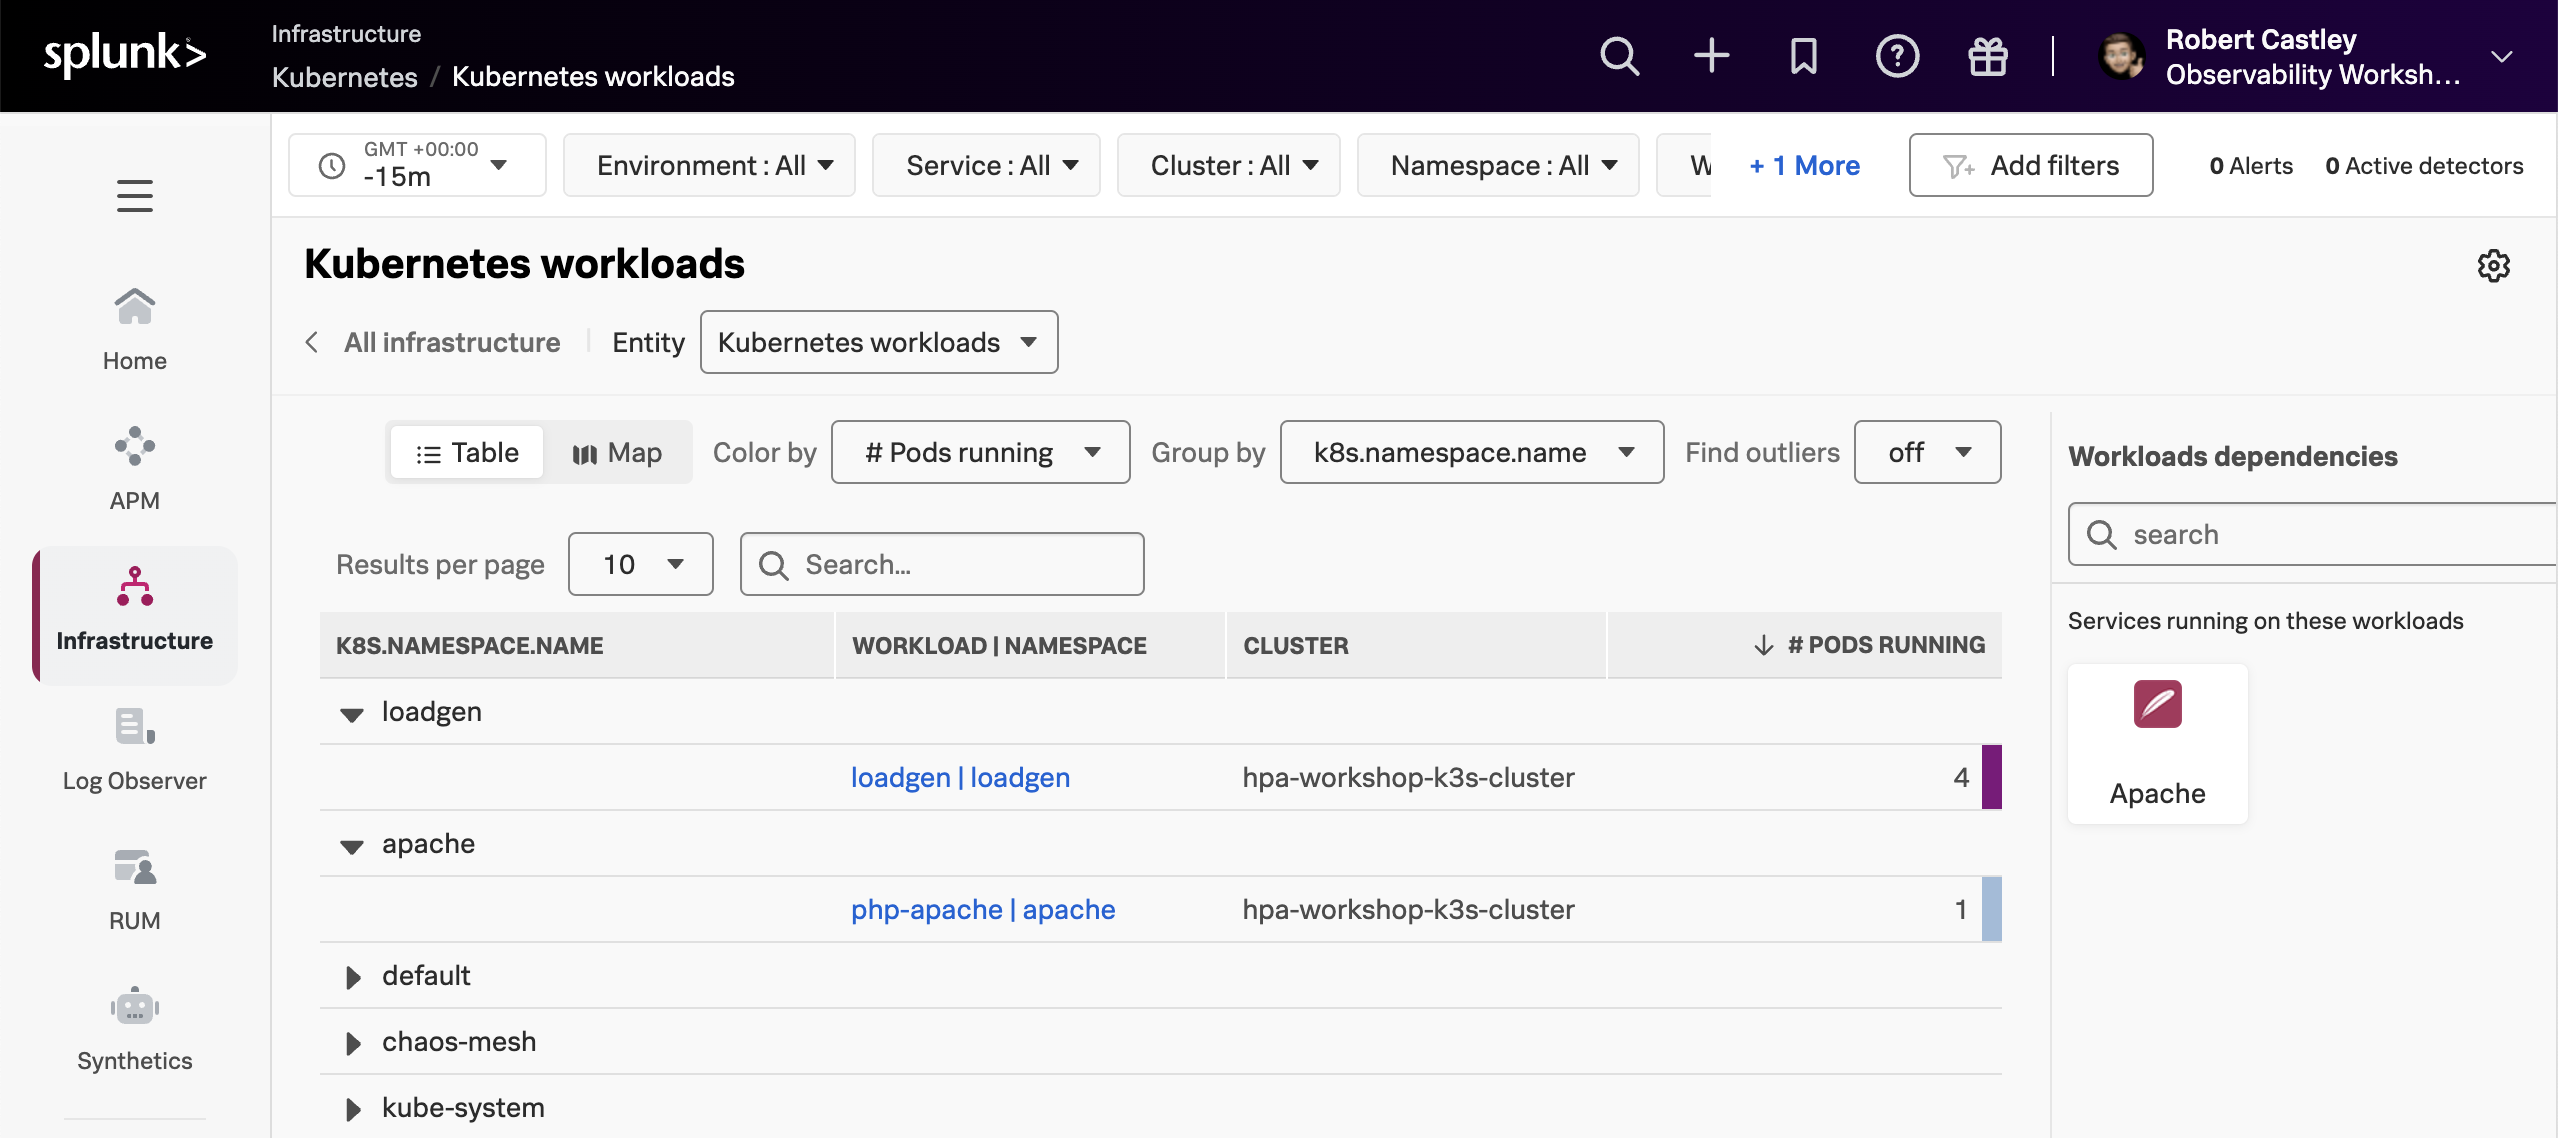 splunk>
Infrastructure
Kubernetes / Kubernetes workloads
Robert Castley
Observability Worksh...
GMT +00:00
-15m
Environment : All
Service : All
Cluster : All
Namespace : All
W
+ 1 More
Add filters
0 Alerts
0 Active detectors
Home
APM
Infrastructure
Log Observer
RUM
Synthetics
Kubernetes workloads
All infrastructure
Entity
Kubernetes workloads
Table
Map
Color by
# Pods running
Group by
k8s.namespace.name
Find outliers
off
Results per page
10
Search...
K8S.NAMESPACE.NAME
WORKLOAD | NAMESPACE
CLUSTER
# PODS RUNNING
loadgen
loadgen | loadgen
hpa-workshop-k3s-cluster
4
apache
php-apache | apache
hpa-workshop-k3s-cluster
1
default
chaos-mesh
kube-system
Workloads dependencies
search
Services running on these workloads
Apache